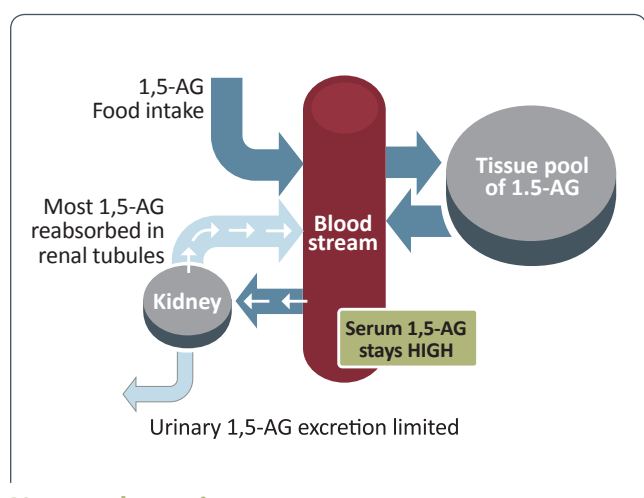 1,5-AG
Food intake
Tissue pool
of 1.5-AG
Most 1,5-AG
reabsorbed in
renal tubules
Blood
stream
Kidney
Serum 1,5-AG
stays HIGH
Urinary 1,5-AG excretion limited